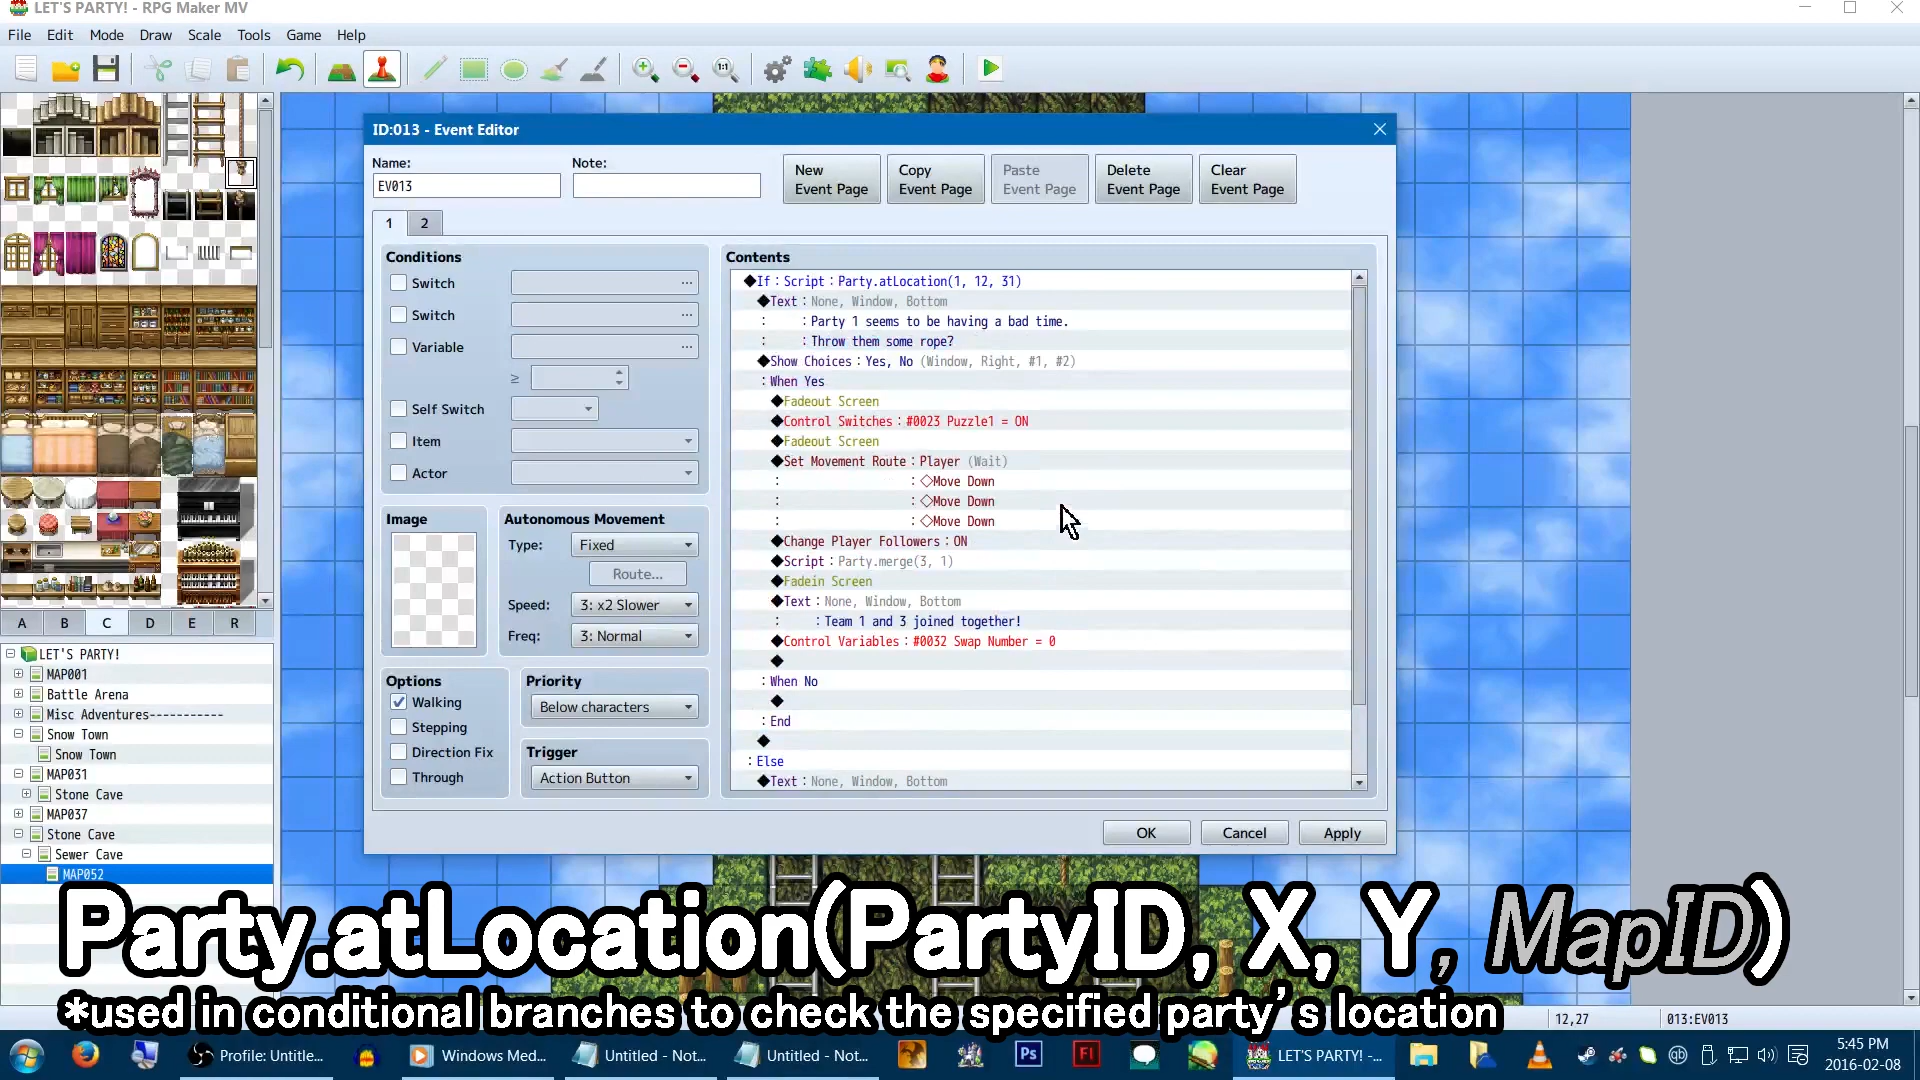 LET'S PARTY! - RPG Maker MV
File Edit Mode Draw Scale Tools Game Help
1:1
ID:013 - Event Editor
Name:
EV013
Note:
New Event Page
Copy Event Page
Paste Event Page
Delete Event Page
Clear Event Page
1 2
Conditions
Switch ...
Switch ...
Variable ...
≥
Self Switch
Item
Actor
Image
Autonomous Movement
Type: Fixed
Route...
Speed: 3: x2 Slower
Freq: 3: Normal
Options
Walking
Stepping
Direction Fix
Through
Priority
Below characters
Trigger
Action Button
Contents
◆If : Script : Party.atLocation(1, 12, 31)
◆Text : None, Window, Bottom
: : Party 1 seems to be having a bad time.
: : Throw them some rope?
◆Show Choices : Yes, No (Window, Right, #1, #2)
: When Yes
◆Fadeout Screen
◆Control Switches : #0023 Puzzle1 = ON
◆Fadeout Screen
◆Set Movement Route : Player (Wait)
: : ◇Move Down
: : ◇Move Down
: : ◇Move Down
◆Change Player Followers : ON
◆Script : Party.merge(3, 1)
◆Fadein Screen
◆Text : None, Window, Bottom
: : Team 1 and 3 joined together!
◆Control Variables : #0032 Swap Number = 0
◆
: When No
◆
: End
◆
: Else
◆Text : None, Window, Bottom
OK Cancel Apply
A B C D E R
LET'S PARTY!
MAP001
Battle Arena
Misc Adventures-----------
Snow Town
Snow Town
MAP031
Stone Cave
MAP037
Stone Cave
Sewer Cave
MAP052
Party.atLocation(PartyID, X, Y, MapID)
*used in conditional branches to check the specified party's location
12,27
013:EV013
Profile: Untitle...
Windows Med...
Untitled - Not...
Untitled - Not...
Ps
Fl
LET'S PARTY! -...
qb
5:45 PM
2016-02-08